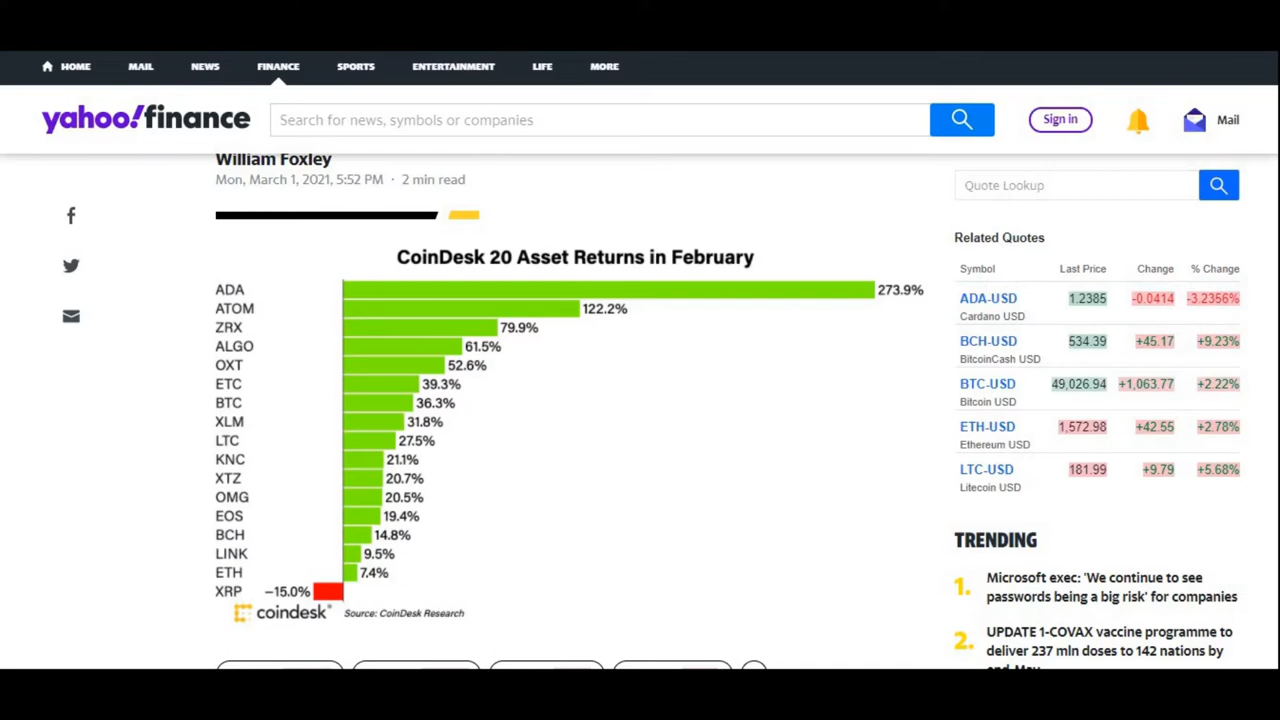 HOME MAIL NEWS FINANCE SPORTS ENTERTAINMENT LIFE MORE
yahoo!finance Search for news, symbols or companies Sign in Mail
William Foxley
Mon, March 1, 2021, 5:52 PM · 2 min read
CoinDesk 20 Asset Returns in February
ADA 273.9%
ATOM 122.2%
ZRX 79.9%
ALGO 61.5%
OXT 52.6%
ETC 39.3%
BTC 36.3%
XLM 31.8%
LTC 27.5%
KNC 21.1%
XTZ 20.7%
OMG 20.5%
EOS 19.4%
BCH 14.8%
LINK 9.5%
ETH 7.4%
XRP –15.0%
coindesk Source: CoinDesk Research
Quote Lookup
Related Quotes
Symbol Last Price Change % Change
ADA-USD 1.2385 -0.0414 -3.2356%
Cardano USD
BCH-USD 534.39 +45.17 +9.23%
BitcoinCash USD
BTC-USD 49,026.94 +1,063.77 +2.22%
Bitcoin USD
ETH-USD 1,572.98 +42.55 +2.78%
Ethereum USD
LTC-USD 181.99 +9.79 +5.68%
Litecoin USD
TRENDING
1. Microsoft exec: 'We continue to see
passwords being a big risk' for companies
2. UPDATE 1-COVAX vaccine programme to
deliver 237 mln doses to 142 nations by
end-May